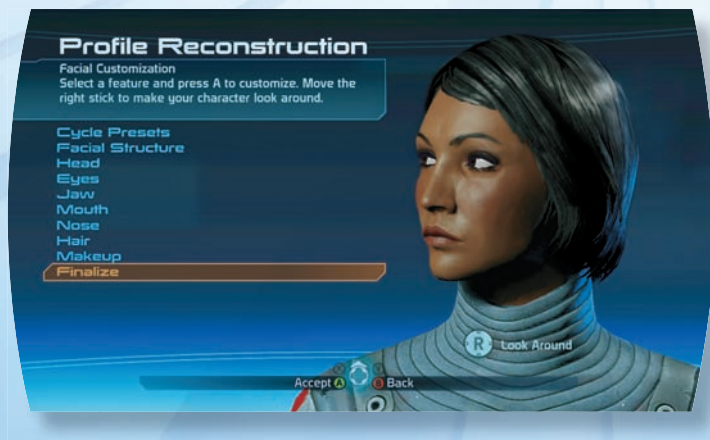 Profile Reconstruction
Facial Customization
Select a feature and press A to customize. Move the
right stick to make your character look around.
Cycle Presets
Facial Structure
Head
Eyes
Jaw
Mouth
Nose
Hair
Makeup
Finalize
R Look Around
Accept A B Back